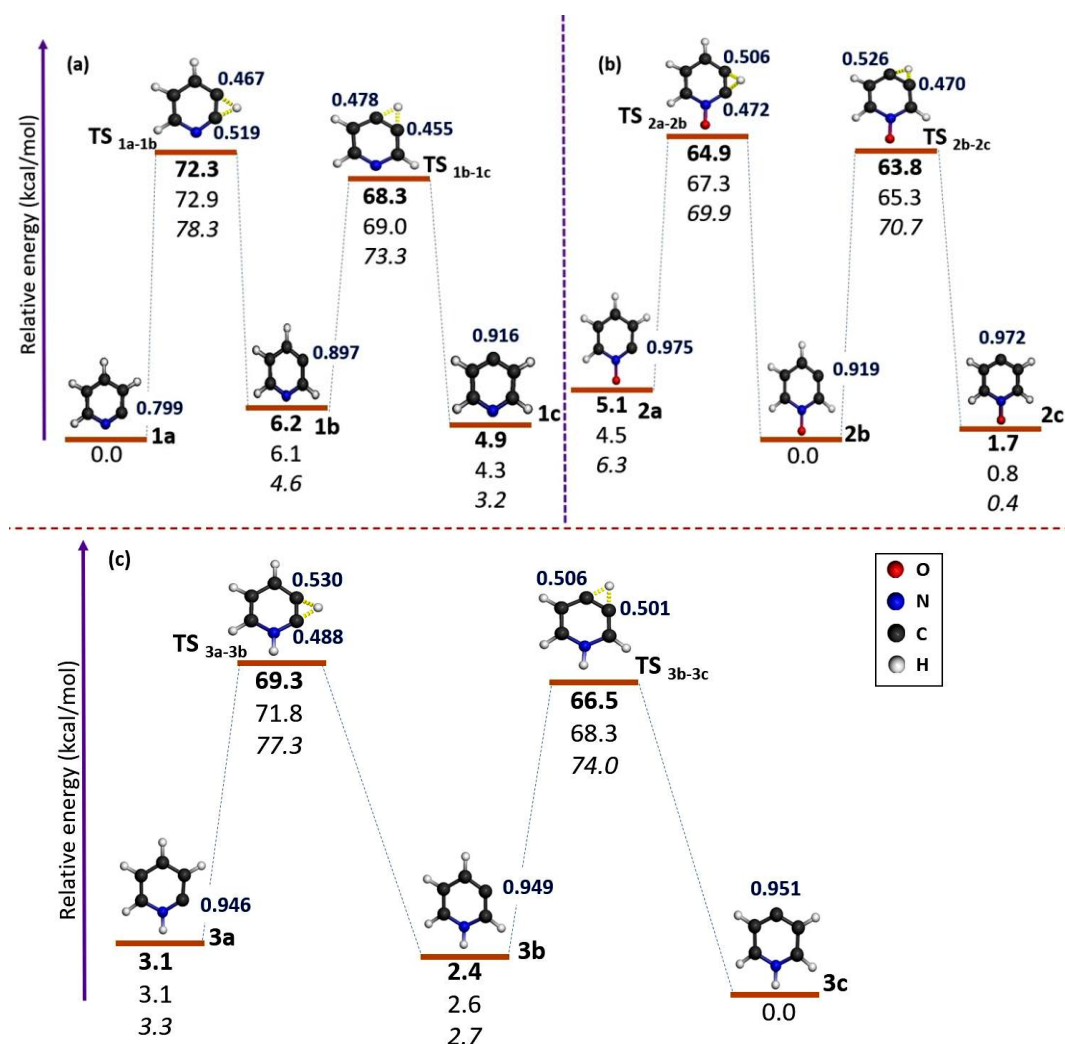 (a)
0.467
0.519
TS 1a-1b
72.3
72.9
78.3
0.478
0.455
TS 1b-1c
68.3
69.0
73.3
Relative energy (kcal/mol)
0.799
1a
0.0
0.897
6.2
1b
6.1
4.6
0.916
1c
4.9
4.3
3.2
(b)
0.506
0.472
TS 2a-2b
64.9
67.3
69.9
0.526
0.470
TS 2b-2c
63.8
65.3
70.7
0.975
5.1
2a
4.5
6.3
0.919
2b
0.0
0.972
2c
1.7
0.8
0.4
(c)
0.530
0.488
TS 3a-3b
69.3
71.8
77.3
0.506
0.501
TS 3b-3c
66.5
68.3
74.0
O
N
C
H
Relative energy (kcal/mol)
0.946
3a
3.1
3.1
3.3
0.949
3b
2.4
2.6
2.7
0.951
3c
0.0